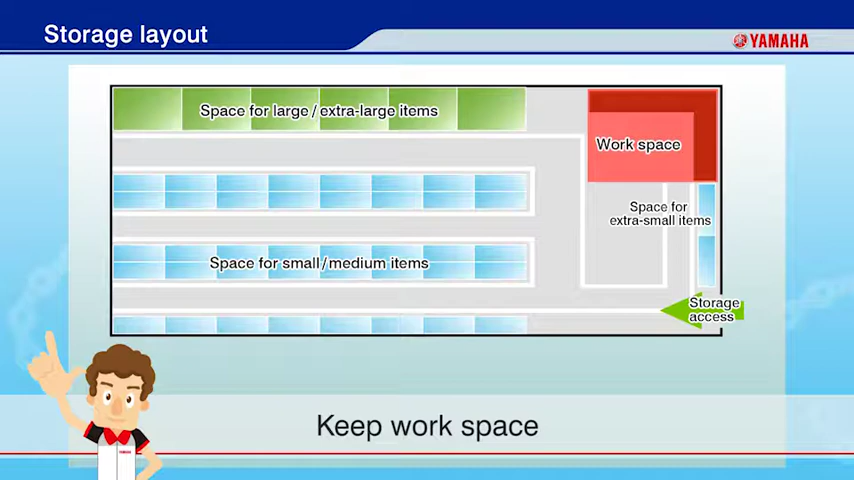 Storage layout
YAMAHA
Space for large / extra-large items
Work space
Space for
extra-small items
Space for small / medium items
Storage
access
Keep work space
YAMAHA